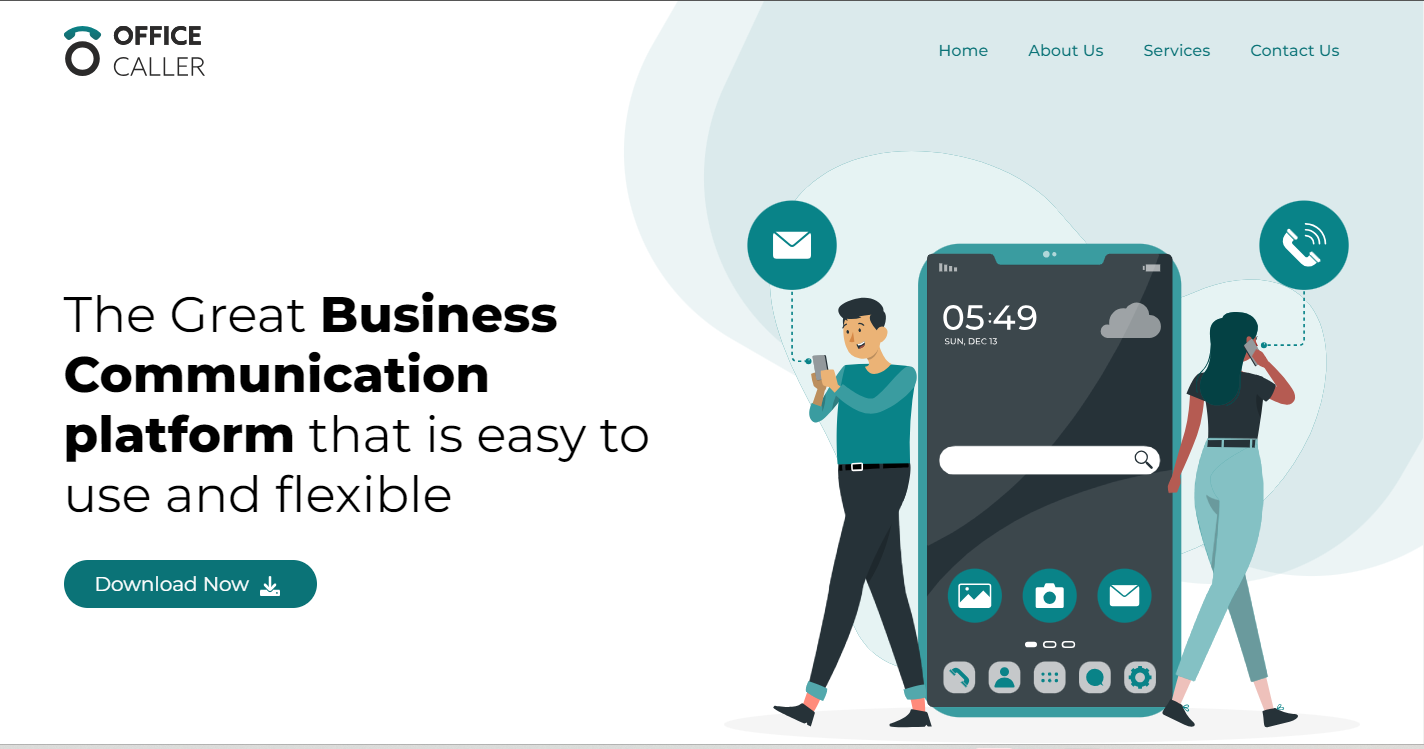 OFFICE
CALLER
Home About Us Services Contact Us
The Great Business
Communication
platform that is easy to
use and flexible
Download Now
05:49
SUN, DEC 13